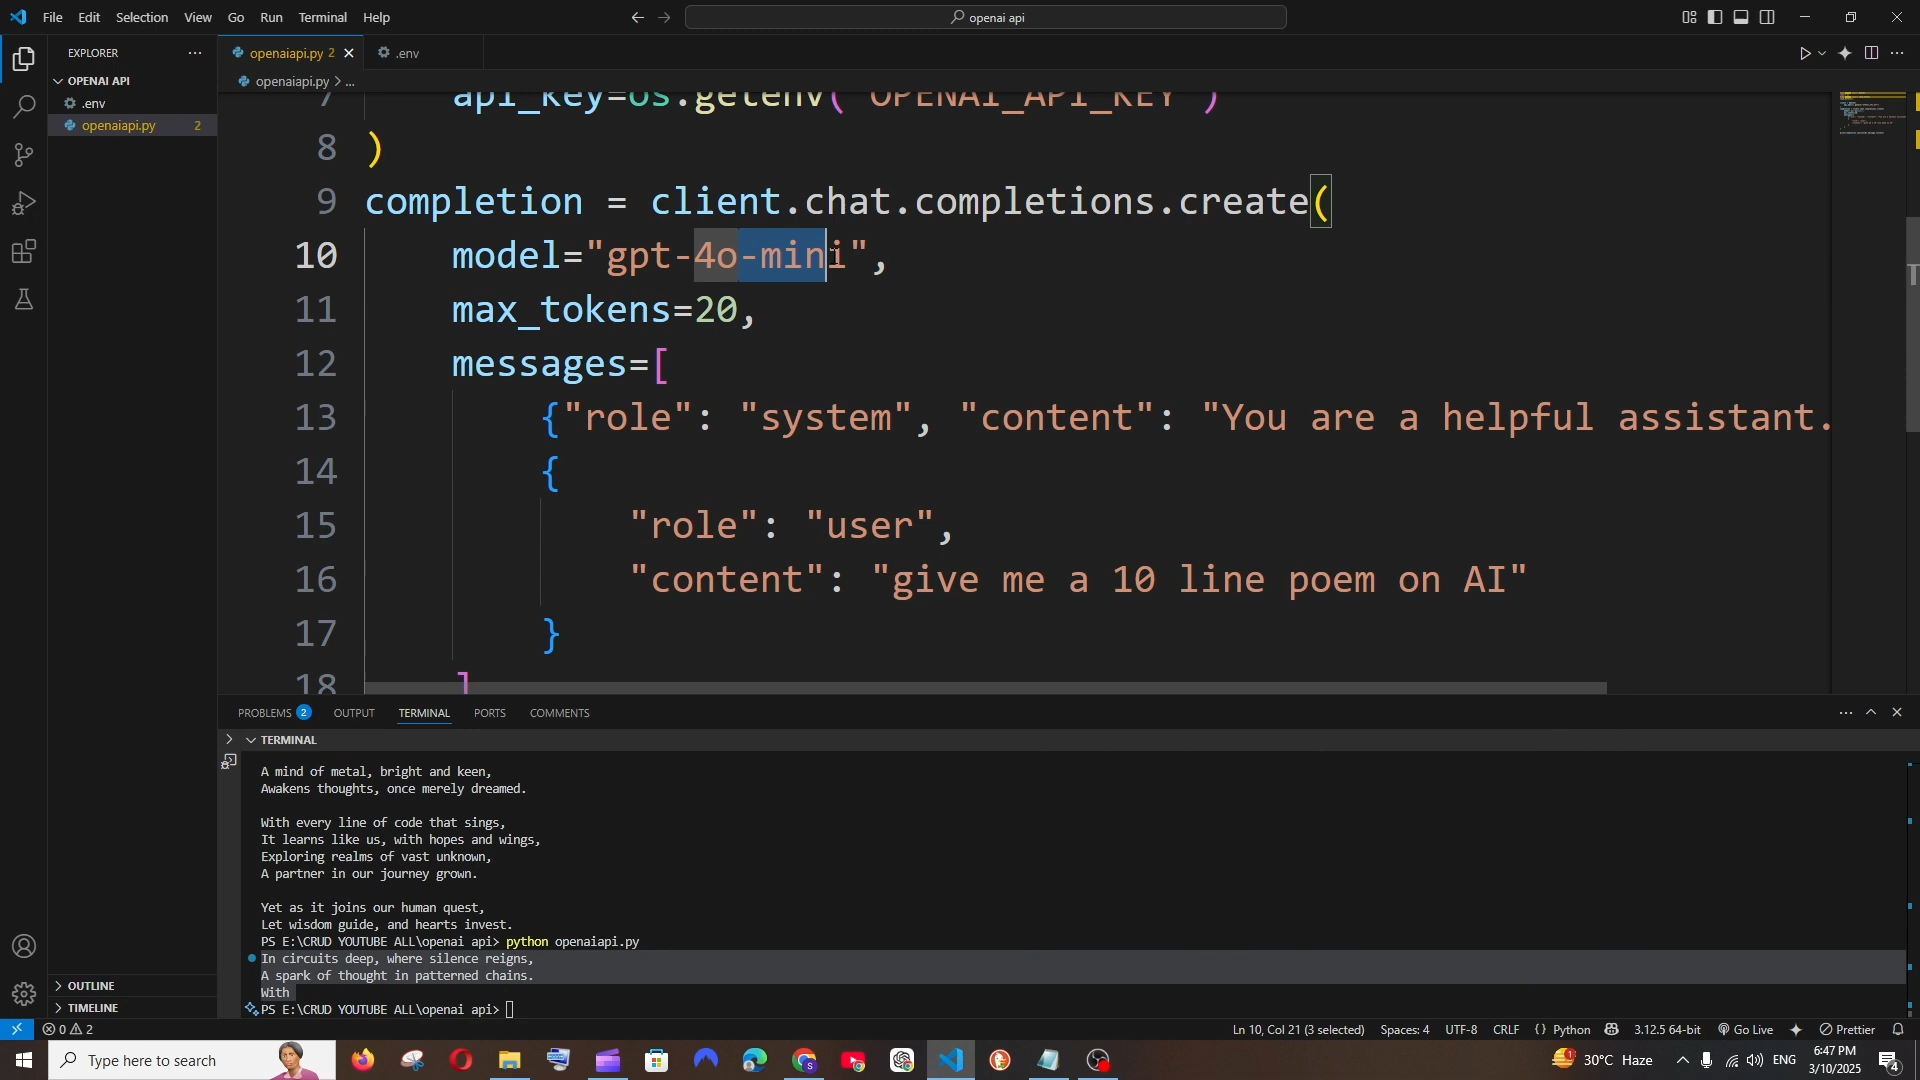 File Edit Selection View Go Run Terminal Help
openai api
EXPLORER
OPENAI API
.env
openaiapi.py 2
OUTLINE
TIMELINE
openaiapi.py 2
.env
openaiapi.py > ...
7 api_key=os.getenv("OPENAI_API_KEY")
8 )
9 completion = client.chat.completions.create(
10 model="gpt-4o-mini",
11 max_tokens=20,
12 messages=[
13 {"role": "system", "content": "You are a helpful assistant.
14 {
15 "role": "user",
16 "content": "give me a 10 line poem on AI"
17 }
18 ]
PROBLEMS 2 OUTPUT TERMINAL PORTS COMMENTS
TERMINAL
A mind of metal, bright and keen,
Awakens thoughts, once merely dreamed.
With every line of code that sings,
It learns like us, with hopes and wings,
Exploring realms of vast unknown,
A partner in our journey grown.
Yet as it joins our human quest,
Let wisdom guide, and hearts invest.
PS E:\CRUD YOUTUBE ALL\openai api> python openaiapi.py
In circuits deep, where silence reigns,
A spark of thought in patterned chains.
With
PS E:\CRUD YOUTUBE ALL\openai api>
0 2 Ln 10, Col 21 (3 selected) Spaces: 4 UTF-8 CRLF { } Python 3.12.5 64-bit Go Live Prettier
Type here to search
1 30°C Haze ENG 6:47 PM
3/10/2025
4